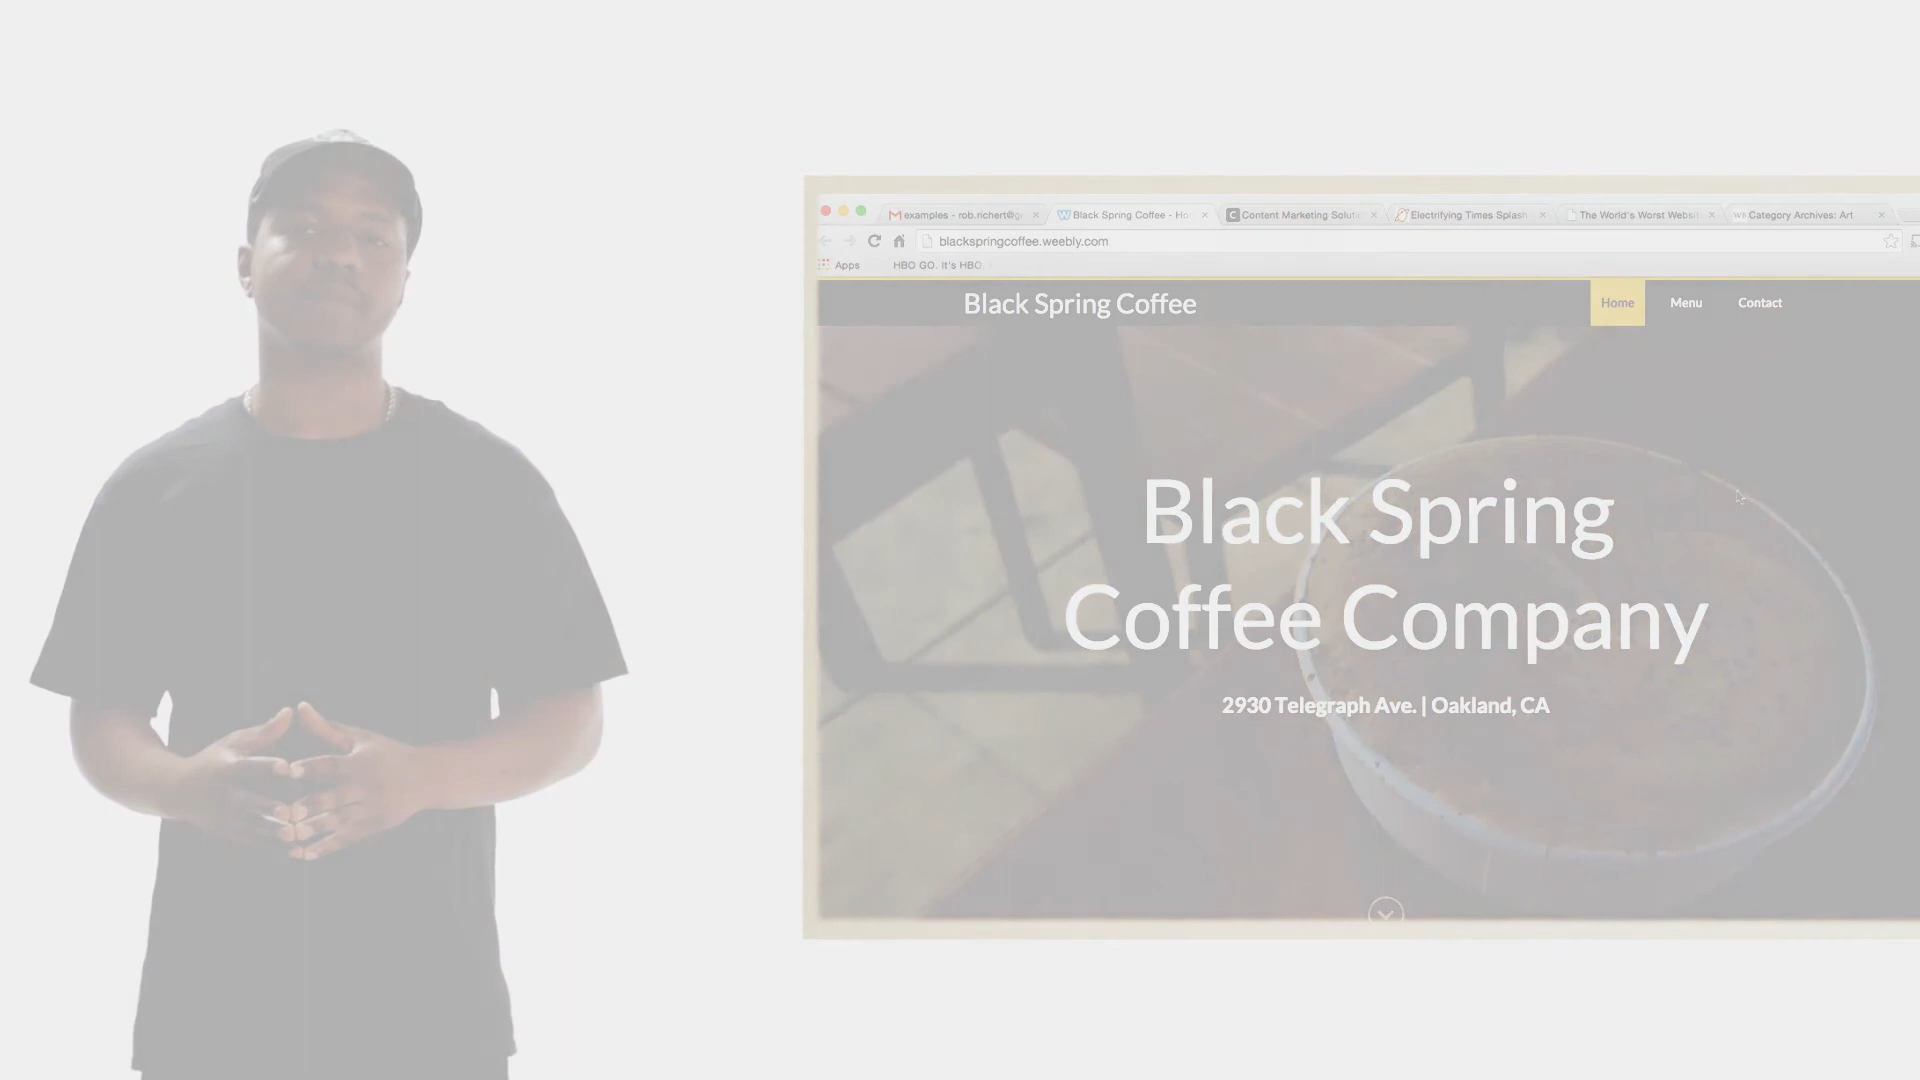 examples - rob.richert@g
Black Spring Coffee - Ho
Content Marketing Soluti
Electrifying Times Splash
The World's Worst Websi
Category Archives: Art
blackspringcoffee.weebly.com
Apps
HBO GO. It's HBO.
Black Spring Coffee
Home
Menu
Contact
Black Spring
Coffee Company
2930 Telegraph Ave. | Oakland, CA